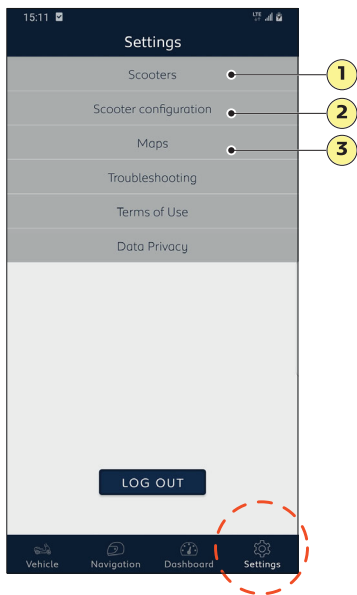 15:11 LTE
Settings
Scooters
1
Scooter configuration
2
Maps
3
Troubleshooting
Terms of Use
Data Privacy
LOG OUT
Vehicle Navigation Dashboard Settings